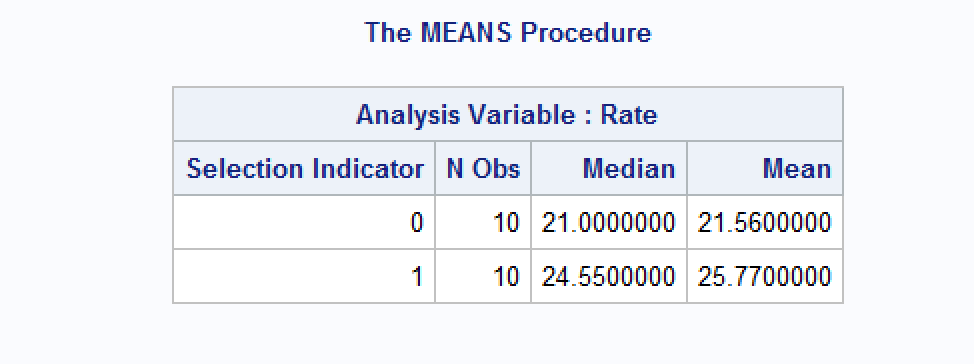 The MEANS Procedure
Analysis Variable : Rate
Selection Indicator N Obs Median Mean
0 10 21.0000000 21.5600000
1 10 24.5500000 25.7700000